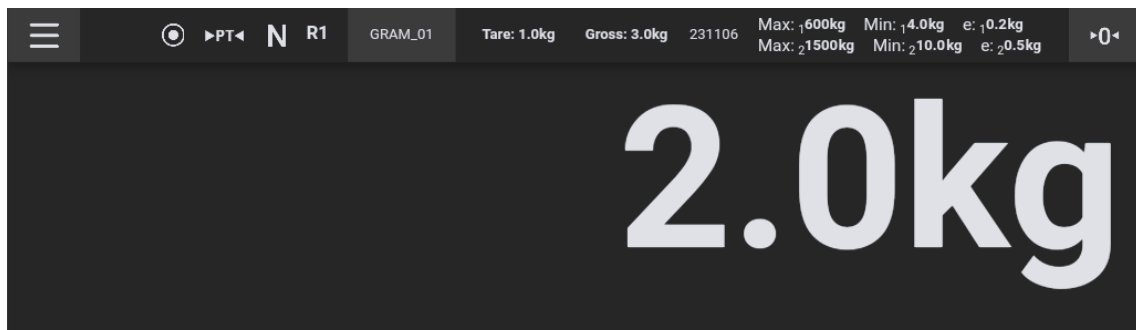 ▸PT◂ N R1 GRAM_01 Tare: 1.0kg Gross: 3.0kg 231106
Max: ₁600kg Min: ₁4.0kg e: ₁0.2kg
Max: ₂1500kg Min: ₂10.0kg e: ₂0.5kg
▸0◂
2.0kg